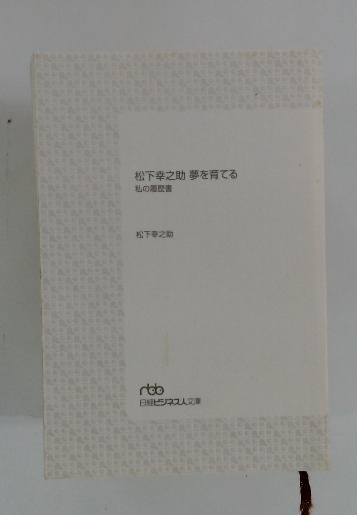 松下幸之助 夢を育てる
私の履歴書
松下幸之助
nbb
日経ビジネス人文庫